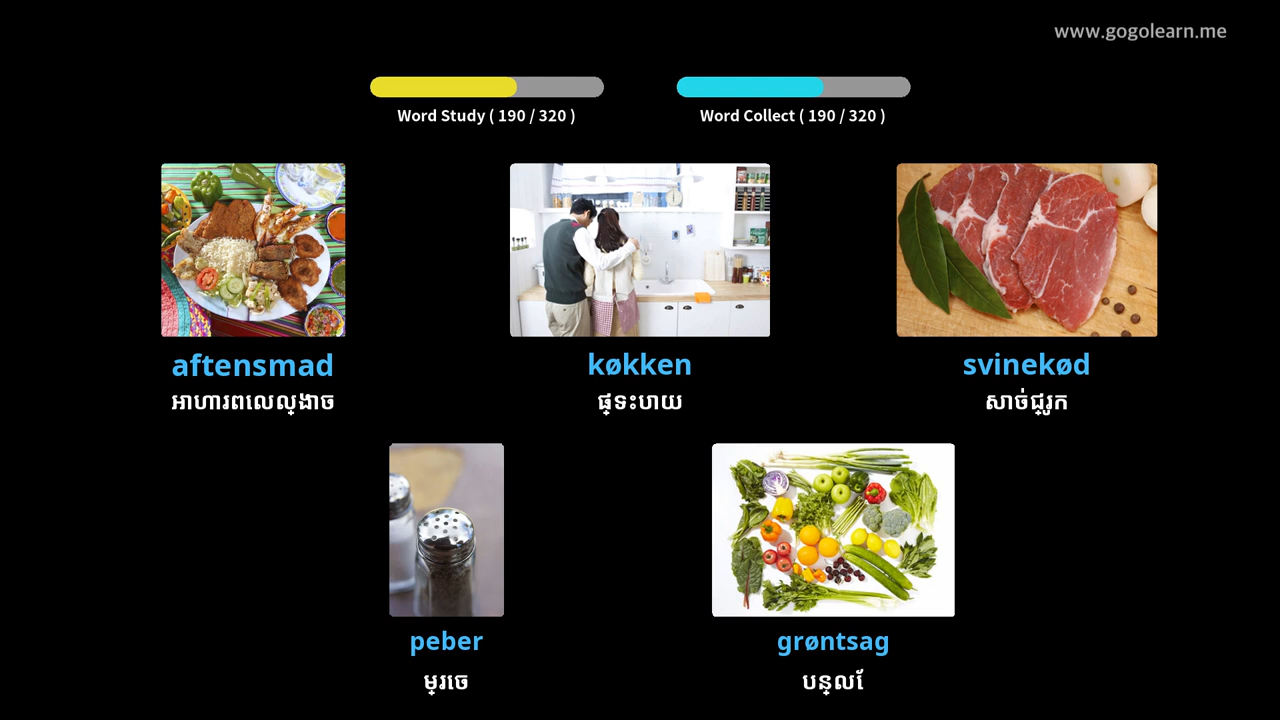 www.gogolearn.me
Word Study ( 190 / 320 )
Word Collect ( 190 / 320 )
aftensmad
køkken
svinekød
អាហារពលេល្ងាច
ផ្ទះបាយ
សាច់ជ្រូក
peber
grøntsag
ម្រចេ
បន្លែ